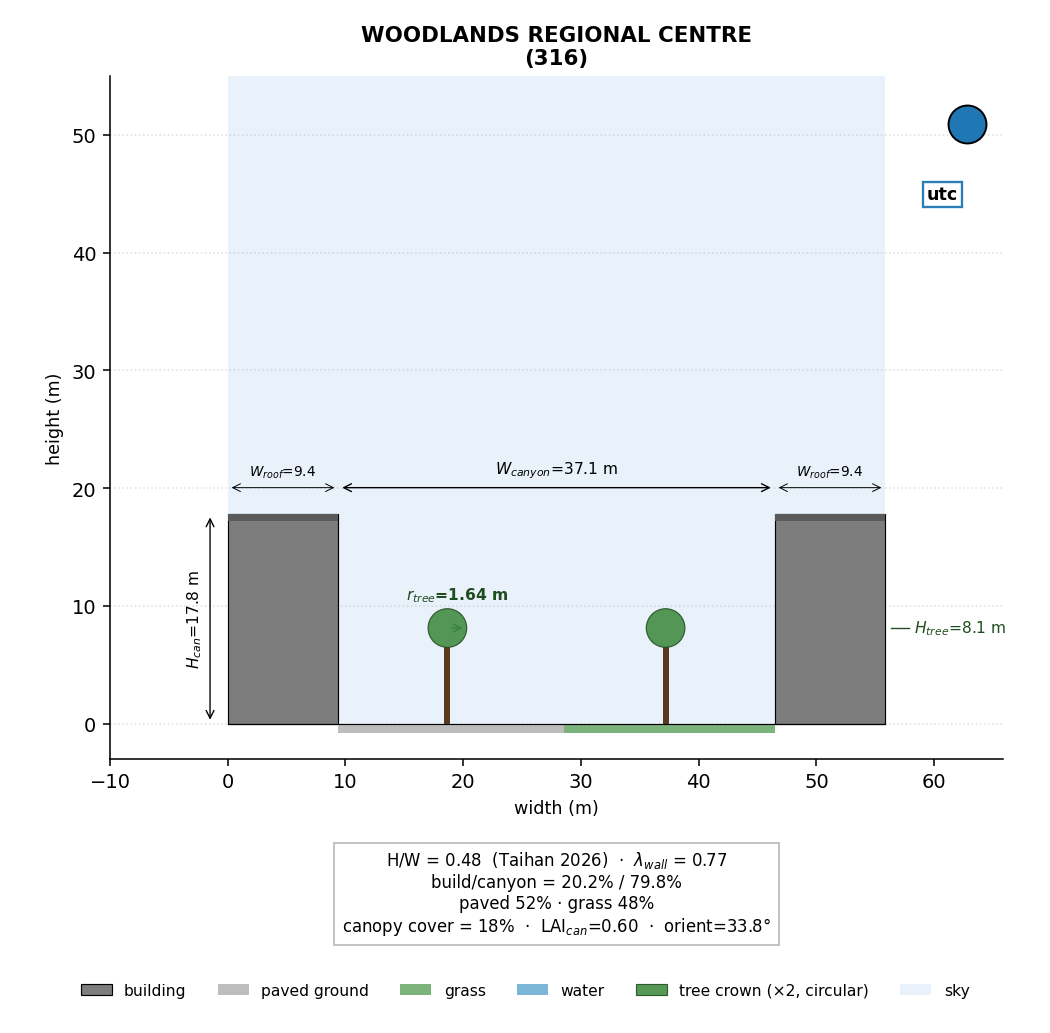 WOODLANDS REGIONAL CENTRE
(316)
50
40
30
20
10
0
height (m)
utc
W_roof=9.4
W_canyon=37.1 m
W_roof=9.4
H_can=17.8 m
r_tree=1.64 m
H_tree=8.1 m
−10 0 10 20 30 40 50 60
width (m)
H/W = 0.48 (Taihan 2026) · λ_wall = 0.77
build/canyon = 20.2% / 79.8%
paved 52% · grass 48%
canopy cover = 18% · LAI_can=0.60 · orient=33.8°
building paved ground grass water tree crown (×2, circular) sky